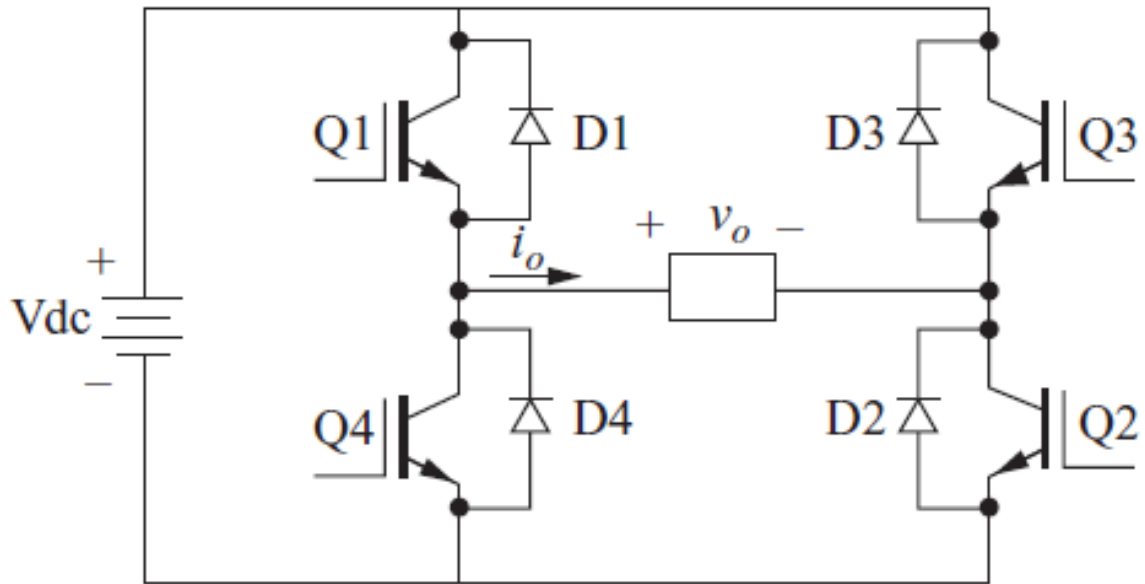 Q1 D1 D3 Q3
+ v_o −
i_o
+
Vdc
−
Q4 D4 D2 Q2